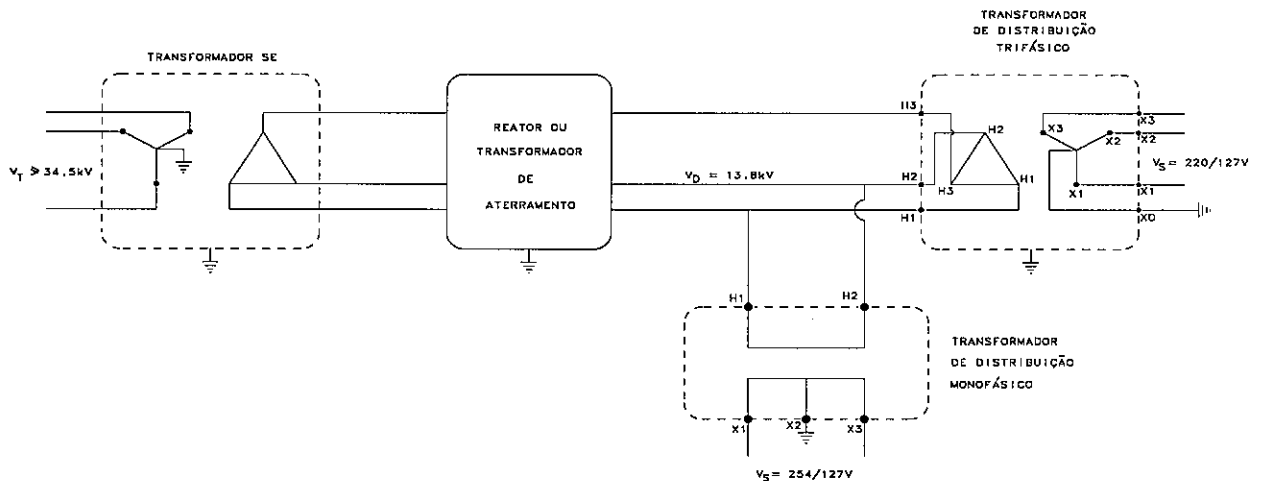 TRANSFORMADOR
DE DISTRIBUIÇÃO
TRIFÁSICO
TRANSFORMADOR SE
H3
X3
H2
X3
X2
X2
REATOR OU
TRANSFORMADOR
DE
ATERRAMENTO
V_T ≥ 34,5kV
V_D = 13,8kV
H2
H3
H1
X1
X1
V_S = 220/127V
H1
X0
H1
H2
TRANSFORMADOR
DE DISTRIBUIÇÃO
MONOFÁSICO
X1
X2
X3
V_S = 254/127V